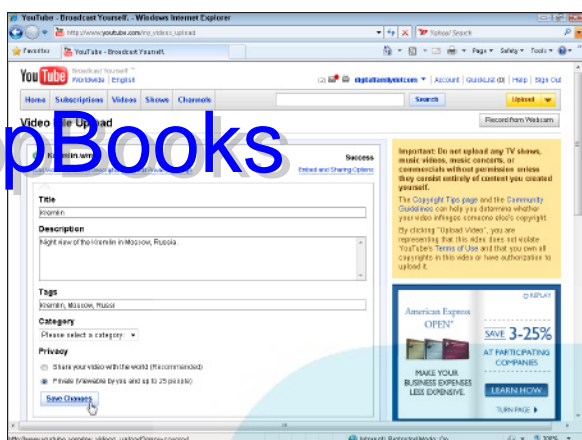 YouTube - Broadcast Yourself. - Windows Internet Explorer
http://www.youtube.com/my_videos_upload
Yahoo! Search
Favorites YouTube - Broadcast Yourself.
Page Safety Tools
YouTube Broadcast Yourself™
Worldwide English
digitalfamilydotcom Account QuickList (0) Help Sign Out
Home Subscriptions Videos Shows Channels
Search Upload
Video File Upload
Record from Webcam
pBooks
Kremlin.wmv
Success
Embed and Sharing Options
Title
Kremlin
Description
Night view of the Kremlin in Moscow, Russia.
Tags
Kremlin, Moscow, Russi
Category
Please select a category:
Privacy
Share your video with the world (Recommended)
Private (Viewable by you and up to 25 people)
Save Changes
Important: Do not upload any TV shows,
music videos, music concerts, or
commercials without permission unless
they consist entirely of content you created
yourself.
The Copyright Tips page and the Community
Guidelines can help you determine whether
your video infringes someone else's copyright.
By clicking "Upload Video", you are
representing that this video does not violate
YouTube's Terms of Use and that you own all
copyrights in this video or have authorization to
upload it.
REPLAY
American Express
OPEN
SAVE 3-25%
AT PARTICIPATING
COMPANIES
MAKE YOUR
BUSINESS EXPENSES
LESS EXPENSIVE.
LEARN HOW
TURN PAGE